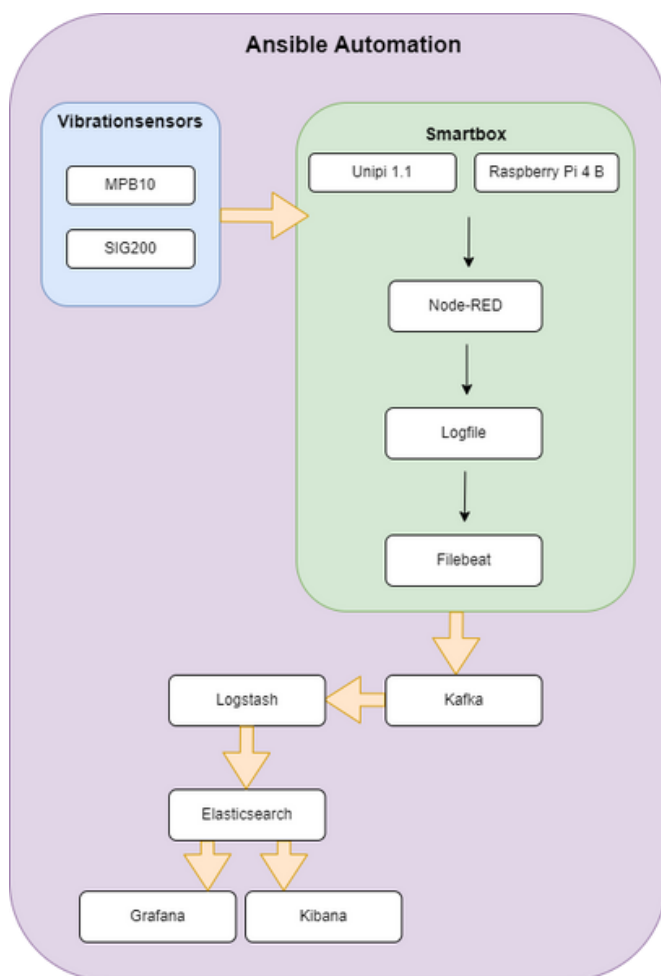 Ansible Automation
Vibrationsensors
MPB10
SIG200
Smartbox
Unipi 1.1
Raspberry Pi 4 B
Node-RED
Logfile
Filebeat
Logstash
Kafka
Elasticsearch
Grafana
Kibana